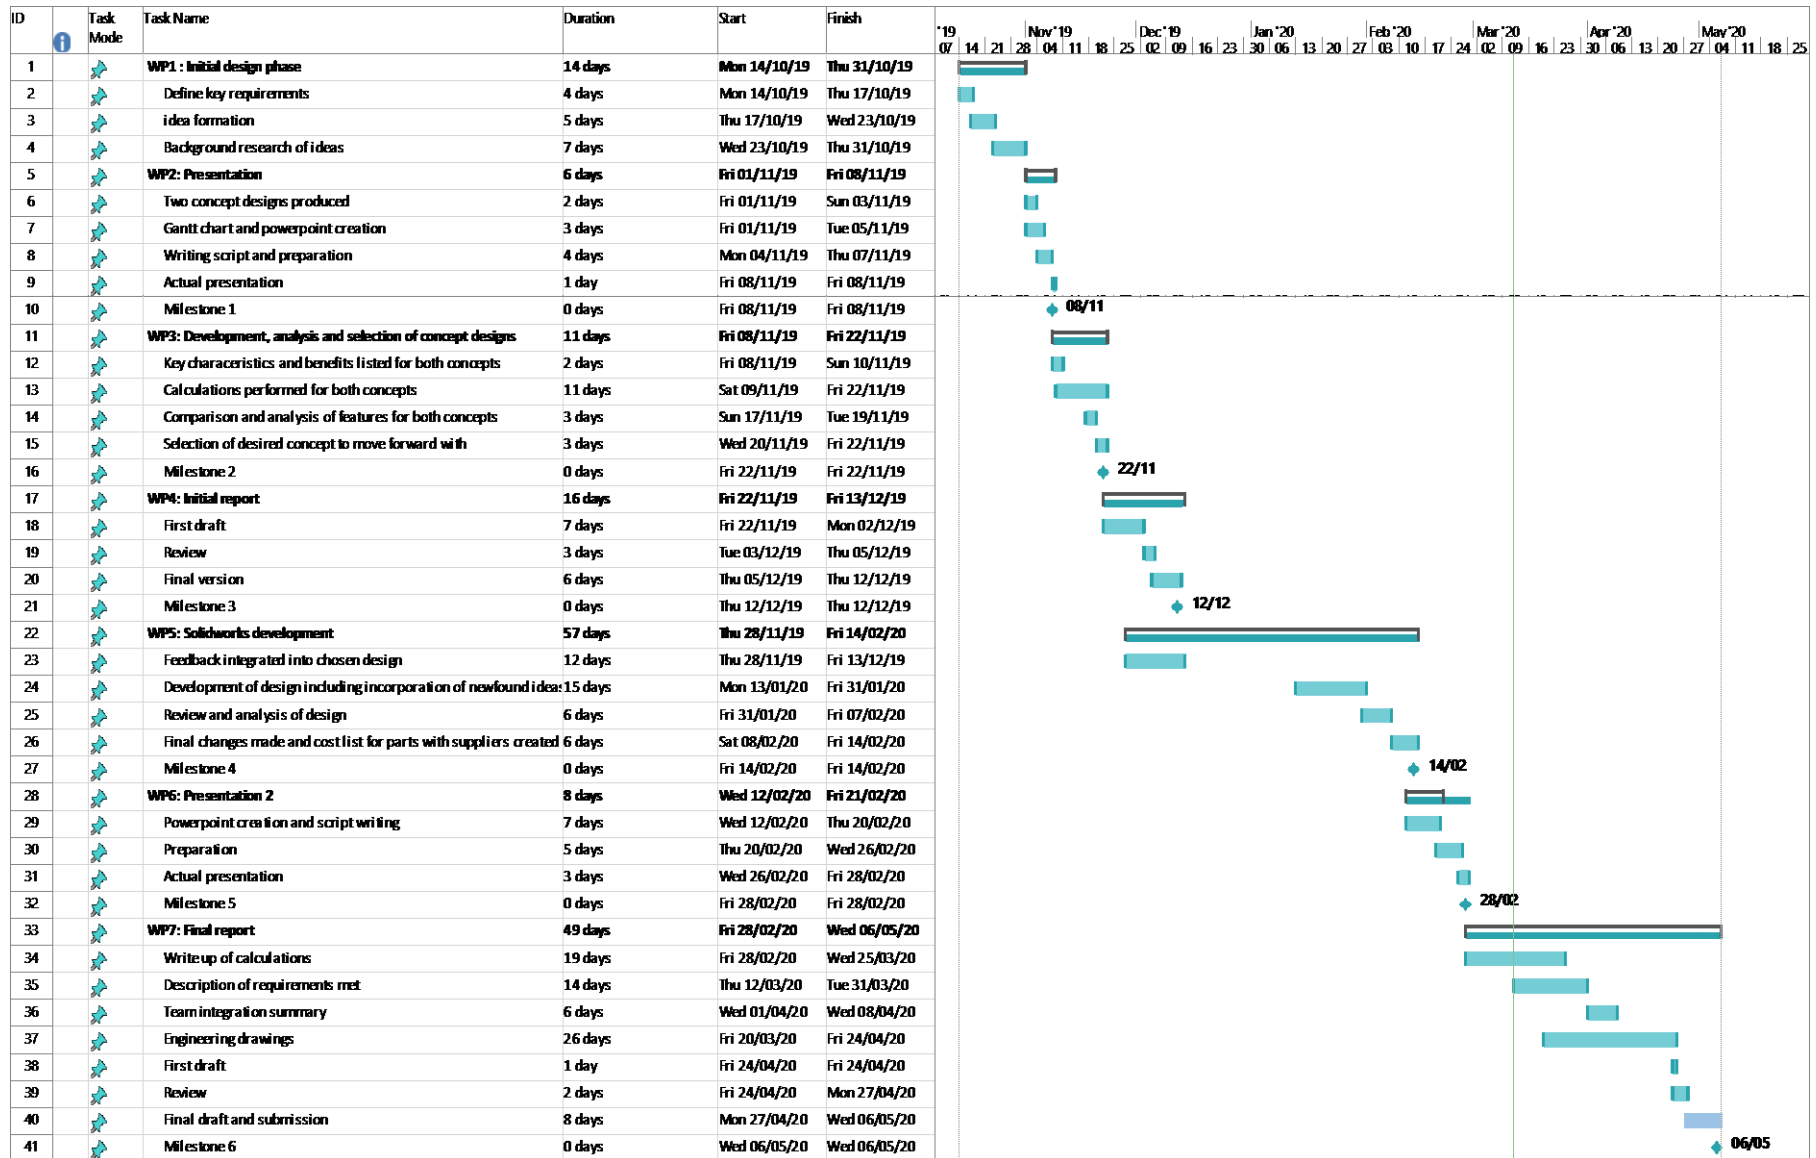 ID Task Mode Task Name Duration Start Finish
'19 Nov '19 Dec '19 Jan '20 Feb '20 Mar '20 Apr '20 May '20
07 14 21 28 04 11 18 25 02 09 16 23 30 06 13 20 27 03 10 17 24 02 09 16 23 30 06 13 20 27 04 11 18 25
1 WP1 : Initial design phase 14 days Mon 14/10/19 Thu 31/10/19
2 Define key requirements 4 days Mon 14/10/19 Thu 17/10/19
3 idea formation 5 days Thu 17/10/19 Wed 23/10/19
4 Background research of ideas 7 days Wed 23/10/19 Thu 31/10/19
5 WP2: Presentation 6 days Fri 01/11/19 Fri 08/11/19
6 Two concept designs produced 2 days Fri 01/11/19 Sun 03/11/19
7 Gantt chart and powerpoint creation 3 days Fri 01/11/19 Tue 05/11/19
8 Writing script and preparation 4 days Mon 04/11/19 Thu 07/11/19
9 Actual presentation 1 day Fri 08/11/19 Fri 08/11/19
10 Milestone 1 0 days Fri 08/11/19 Fri 08/11/19 08/11
11 WP3: Development, analysis and selection of concept designs 11 days Fri 08/11/19 Fri 22/11/19
12 Key characeristics and benefits listed for both concepts 2 days Fri 08/11/19 Sun 10/11/19
13 Calculations performed for both concepts 11 days Sat 09/11/19 Fri 22/11/19
14 Comparison and analysis of features for both concepts 3 days Sun 17/11/19 Tue 19/11/19
15 Selection of desired concept to move forward with 3 days Wed 20/11/19 Fri 22/11/19
16 Milestone 2 0 days Fri 22/11/19 Fri 22/11/19 22/11
17 WP4: Initial report 16 days Fri 22/11/19 Fri 13/12/19
18 First draft 7 days Fri 22/11/19 Mon 02/12/19
19 Review 3 days Tue 03/12/19 Thu 05/12/19
20 Final version 6 days Thu 05/12/19 Thu 12/12/19
21 Milestone 3 0 days Thu 12/12/19 Thu 12/12/19 12/12
22 WP5: Solidworks development 57 days Thu 28/11/19 Fri 14/02/20
23 Feedback integrated into chosen design 12 days Thu 28/11/19 Fri 13/12/19
24 Development of design including incorporation of newfound ideas 15 days Mon 13/01/20 Fri 31/01/20
25 Review and analysis of design 6 days Fri 31/01/20 Fri 07/02/20
26 Final changes made and cost list for parts with suppliers created 6 days Sat 08/02/20 Fri 14/02/20
27 Milestone 4 0 days Fri 14/02/20 Fri 14/02/20 14/02
28 WP6: Presentation 2 8 days Wed 12/02/20 Fri 21/02/20
29 Powerpoint creation and script writing 7 days Wed 12/02/20 Thu 20/02/20
30 Preparation 5 days Thu 20/02/20 Wed 26/02/20
31 Actual presentation 3 days Wed 26/02/20 Fri 28/02/20
32 Milestone 5 0 days Fri 28/02/20 Fri 28/02/20 28/02
33 WP7: Final report 49 days Fri 28/02/20 Wed 06/05/20
34 Write up of calculations 19 days Fri 28/02/20 Wed 25/03/20
35 Description of requirements met 14 days Thu 12/03/20 Tue 31/03/20
36 Team integration summary 6 days Wed 01/04/20 Wed 08/04/20
37 Engineering drawings 26 days Fri 20/03/20 Fri 24/04/20
38 First draft 1 day Fri 24/04/20 Fri 24/04/20
39 Review 2 days Fri 24/04/20 Mon 27/04/20
40 Final draft and submission 8 days Mon 27/04/20 Wed 06/05/20
41 Milestone 6 0 days Wed 06/05/20 Wed 06/05/20 06/05